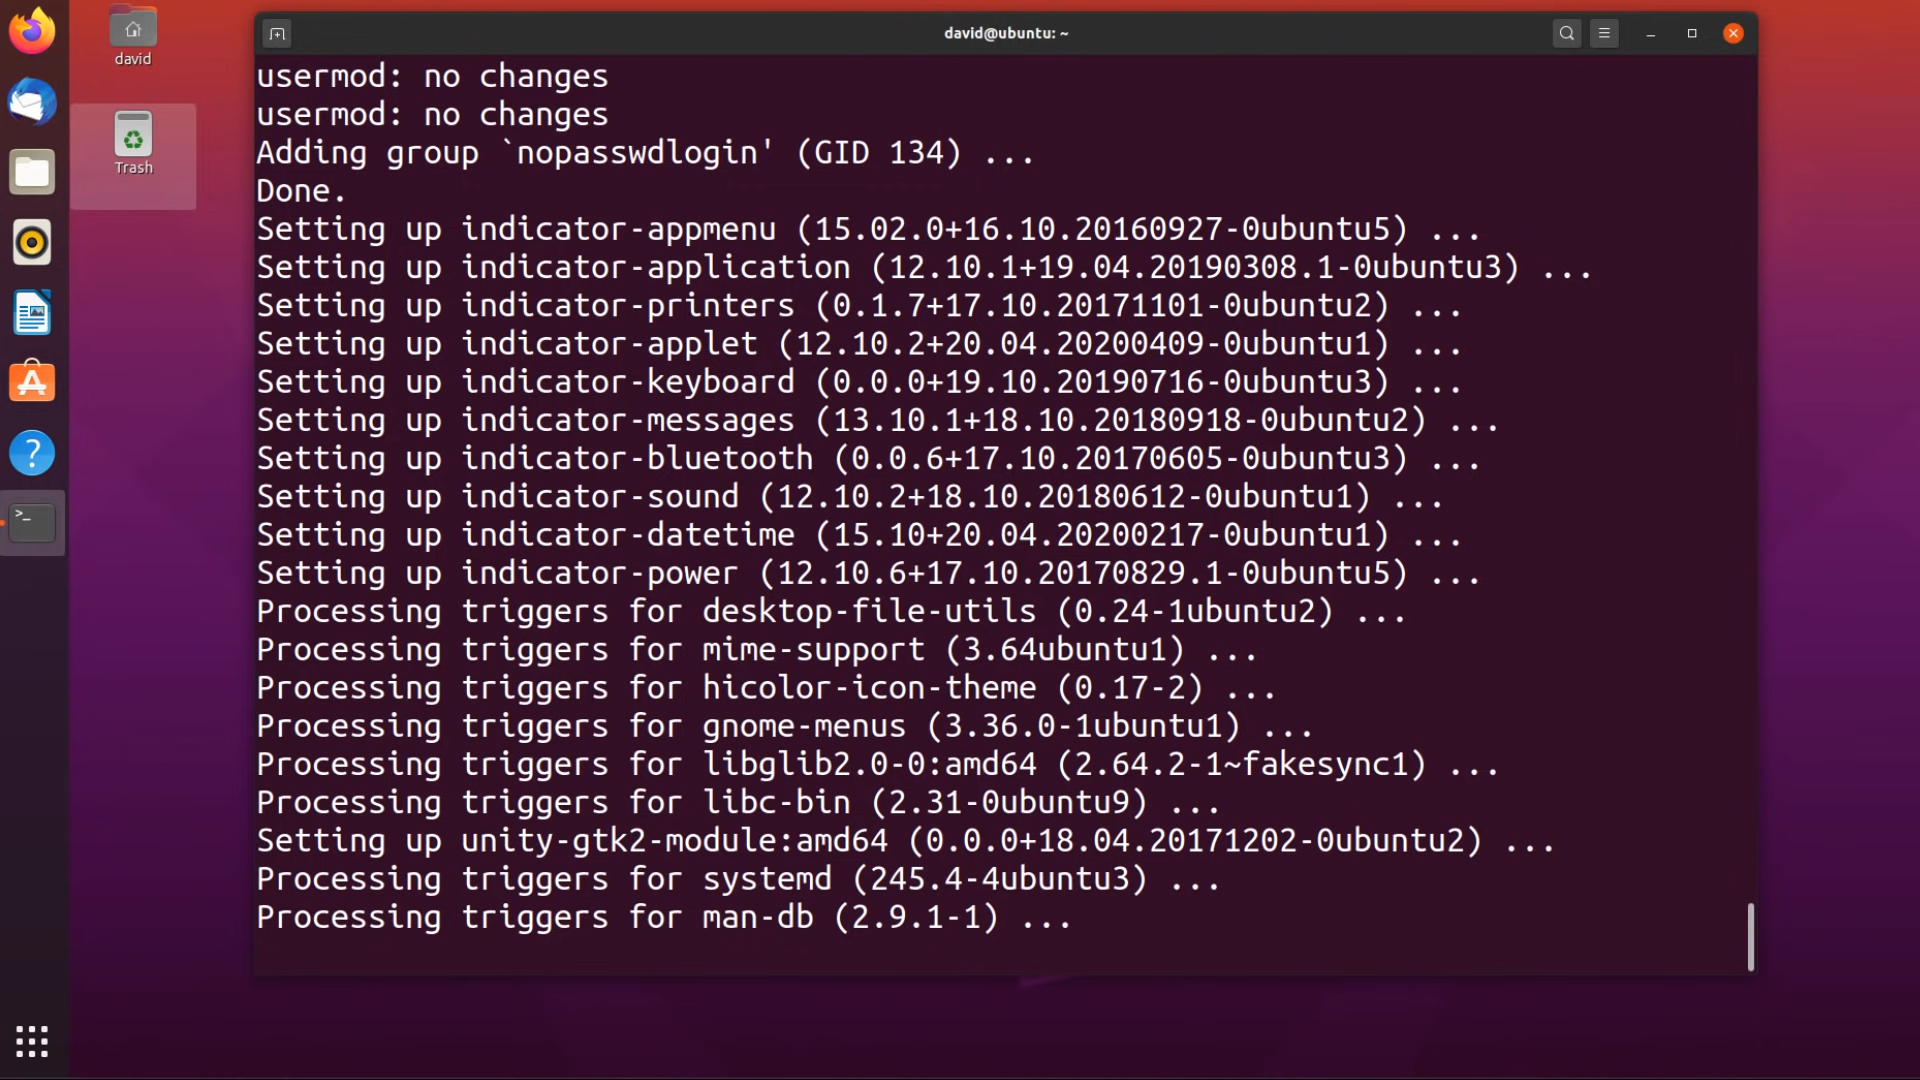 david@ubuntu: ~
david
Trash
usermod: no changes
usermod: no changes
Adding group `nopasswdlogin' (GID 134) ...
Done.
Setting up indicator-appmenu (15.02.0+16.10.20160927-0ubuntu5) ...
Setting up indicator-application (12.10.1+19.04.20190308.1-0ubuntu3) ...
Setting up indicator-printers (0.1.7+17.10.20171101-0ubuntu2) ...
Setting up indicator-applet (12.10.2+20.04.20200409-0ubuntu1) ...
Setting up indicator-keyboard (0.0.0+19.10.20190716-0ubuntu3) ...
Setting up indicator-messages (13.10.1+18.10.20180918-0ubuntu2) ...
Setting up indicator-bluetooth (0.0.6+17.10.20170605-0ubuntu3) ...
Setting up indicator-sound (12.10.2+18.10.20180612-0ubuntu1) ...
Setting up indicator-datetime (15.10+20.04.20200217-0ubuntu1) ...
Setting up indicator-power (12.10.6+17.10.20170829.1-0ubuntu5) ...
Processing triggers for desktop-file-utils (0.24-1ubuntu2) ...
Processing triggers for mime-support (3.64ubuntu1) ...
Processing triggers for hicolor-icon-theme (0.17-2) ...
Processing triggers for gnome-menus (3.36.0-1ubuntu1) ...
Processing triggers for libglib2.0-0:amd64 (2.64.2-1~fakesync1) ...
Processing triggers for libc-bin (2.31-0ubuntu9) ...
Setting up unity-gtk2-module:amd64 (0.0.0+18.04.20171202-0ubuntu2) ...
Processing triggers for systemd (245.4-4ubuntu3) ...
Processing triggers for man-db (2.9.1-1) ...